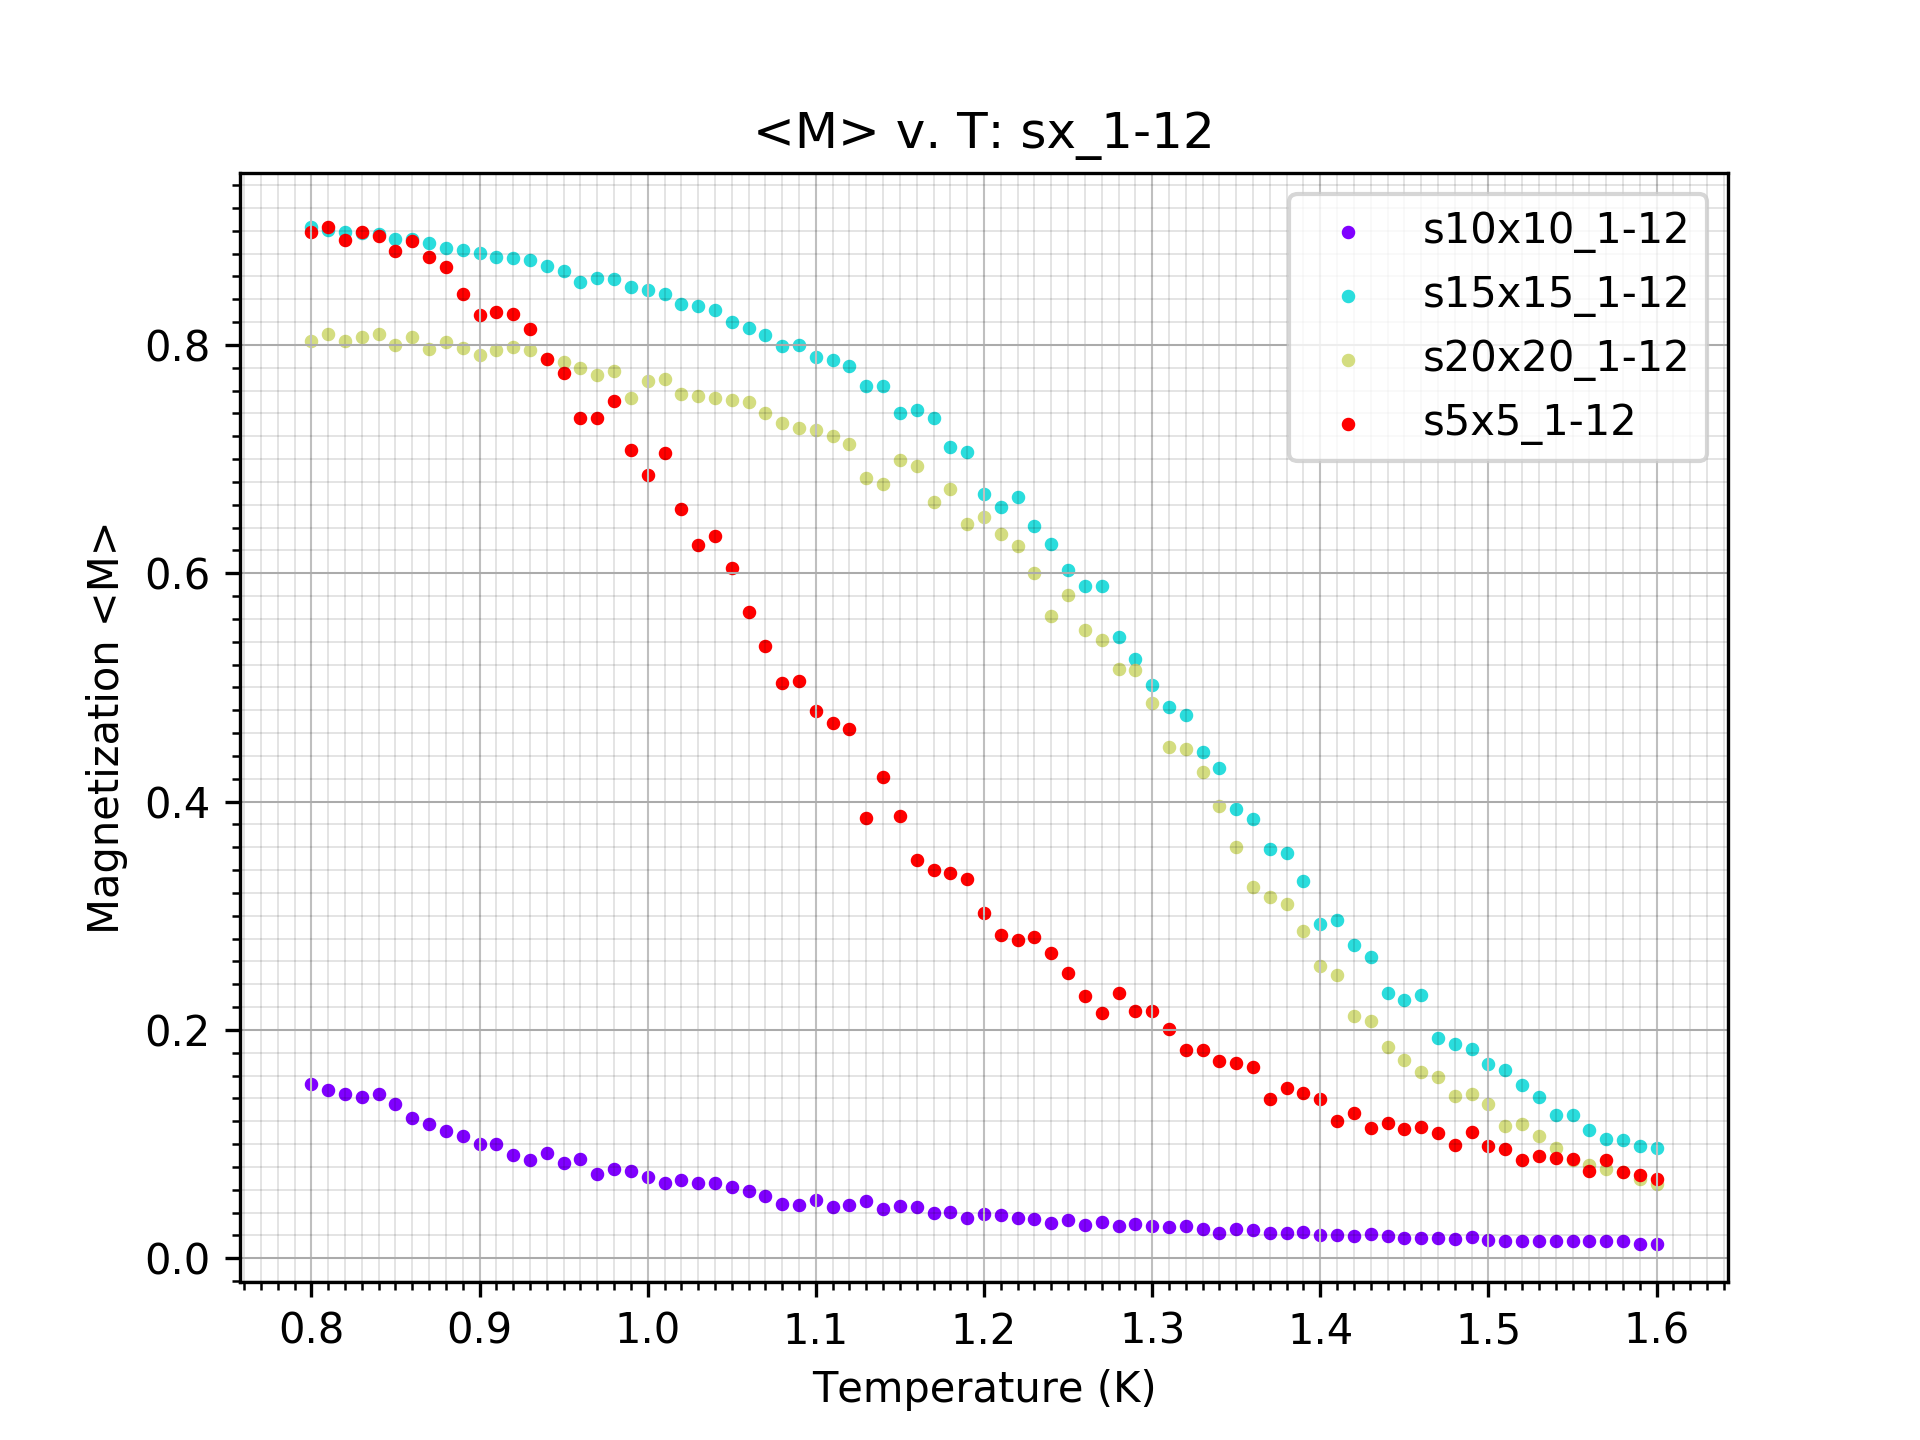 <M> v. T: sx_1-12
s10x10_1-12
s15x15_1-12
s20x20_1-12
s5x5_1-12
Magnetization <M>
0.8
0.6
0.4
0.2
0.0
0.8 0.9 1.0 1.1 1.2 1.3 1.4 1.5 1.6
Temperature (K)